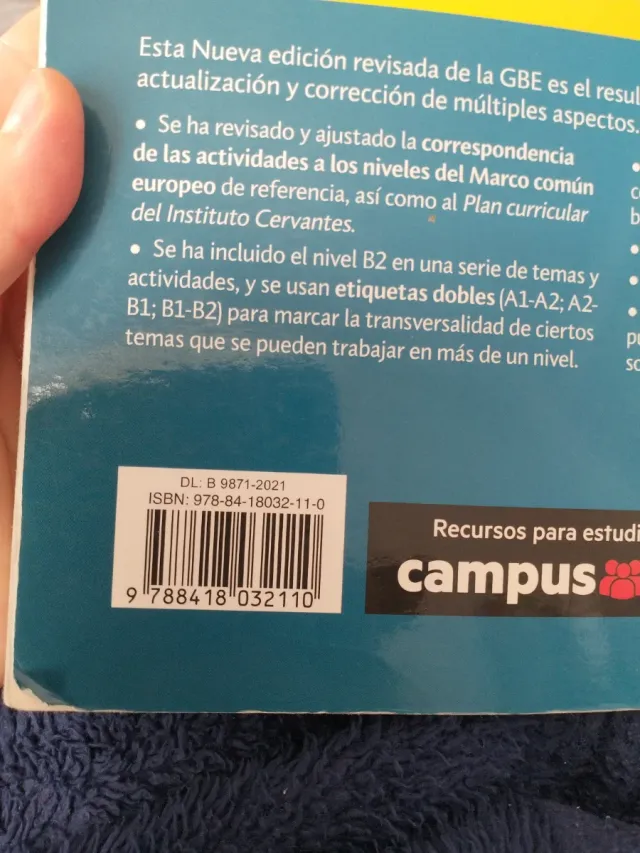 Esta Nueva edición revisada de la GBE es el
actualización y corrección de múltiples aspectos.
• Se ha revisado y ajustado la correspondencia
de las actividades a los niveles del Marco común
europeo de referencia, así como al Plan curricular
del Instituto Cervantes.
• Se ha incluido el nivel B2 en una serie de temas y
actividades, y se usan etiquetas dobles (A1-A2; A2-
B1; B1-B2) para marcar la transversalidad de ciertos
temas que se pueden trabajar en más de un nivel.
DL: B 9871-2021
ISBN: 978-84-18032-11-0
9 788418 032110
Recursos para
campus